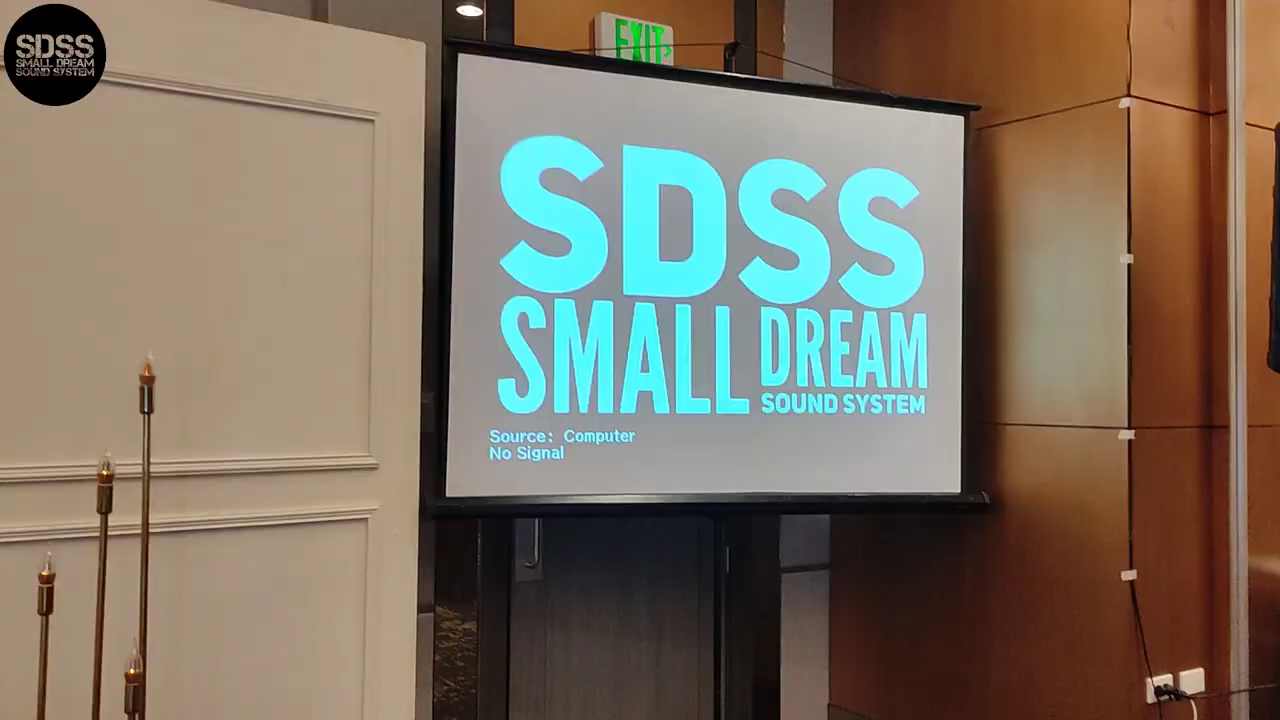 SDSS
SMALL DREAM
SOUND SYSTEM
EXIT
SDSS
SMALL DREAM
SOUND SYSTEM
Source: Computer
No Signal